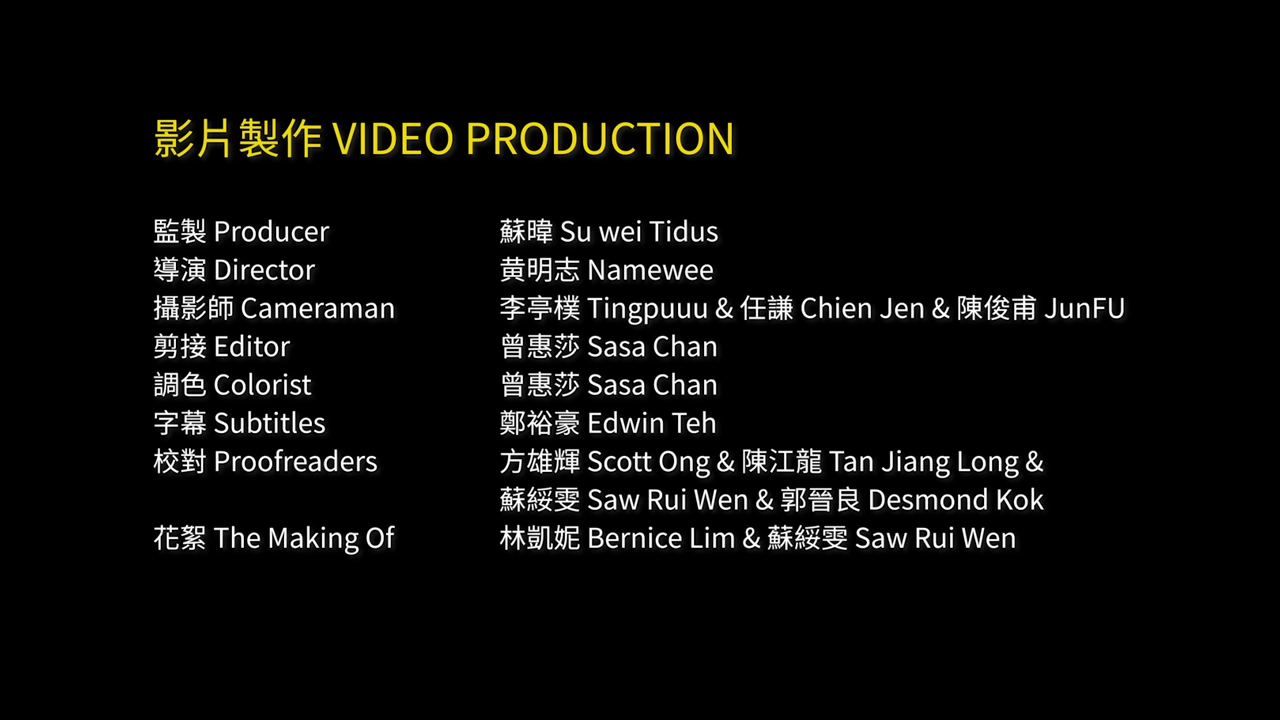 影片製作 VIDEO PRODUCTION
監製 Producer 蘇暐 Su wei Tidus
導演 Director 黄明志 Namewee
攝影師 Cameraman 李亭樸 Tingpuuu & 任謙 Chien Jen & 陳俊甫 JunFU
剪接 Editor 曾惠莎 Sasa Chan
調色 Colorist 曾惠莎 Sasa Chan
字幕 Subtitles 鄭裕豪 Edwin Teh
校對 Proofreaders 方雄輝 Scott Ong & 陳江龍 Tan Jiang Long &
蘇綏雯 Saw Rui Wen & 郭晉良 Desmond Kok
花絮 The Making Of 林凱妮 Bernice Lim & 蘇綏雯 Saw Rui Wen